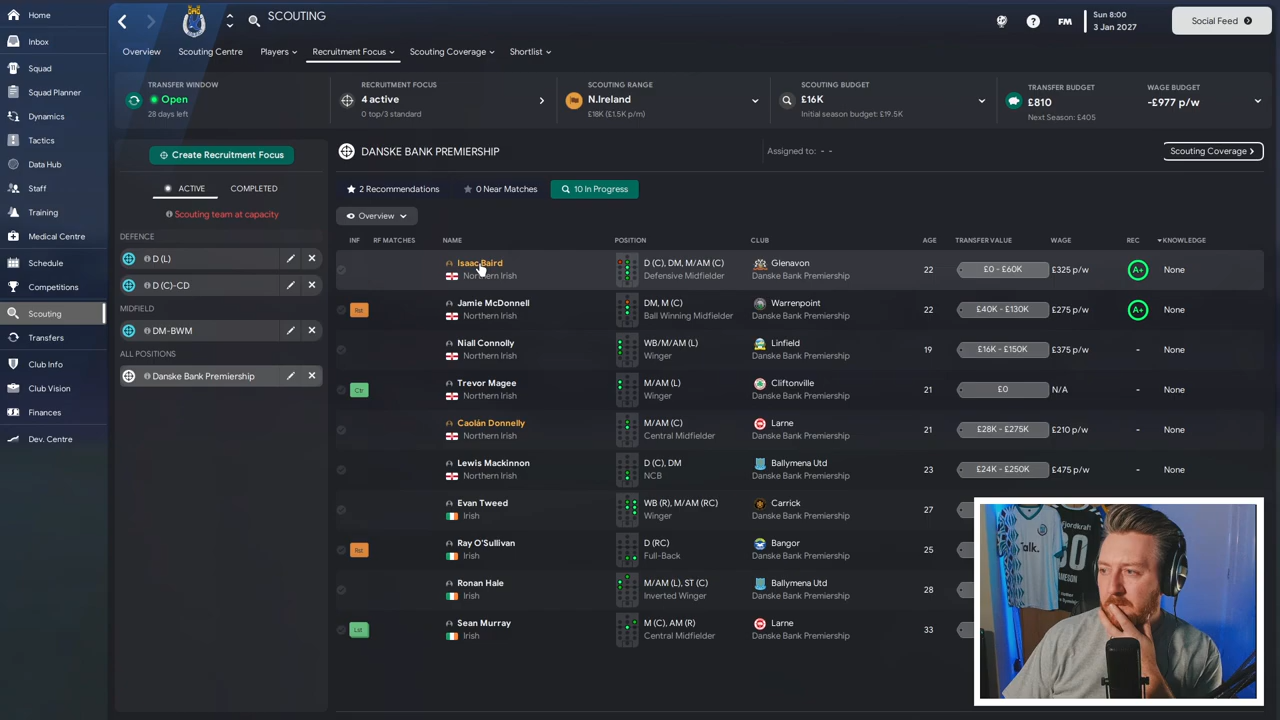 Home
SCOUTING
FM
Sun 8:00
3 Jan 2027
Social Feed
Inbox
Squad
Squad Planner
Dynamics
Tactics
Data Hub
Staff
Training
Medical Centre
Schedule
Competitions
Scouting
Transfers
Club Info
Club Vision
Finances
Dev. Centre
Overview
Scouting Centre
Players
Recruitment Focus
Scouting Coverage
Shortlist
TRANSFER WINDOW
Open
28 days left
RECRUITMENT FOCUS
4 active
0 top/3 standard
SCOUTING RANGE
N.Ireland
£18K (£1.5K p/m)
SCOUTING BUDGET
£16K
Initial season budget: £19.5K
TRANSFER BUDGET
£810
Next Season: £405
WAGE BUDGET
-£977 p/w
Create Recruitment Focus
ACTIVE
COMPLETED
Scouting team at capacity
DEFENCE
D (L)
D (C)-CD
MIDFIELD
DM-BWM
ALL POSITIONS
Danske Bank Premiership
DANSKE BANK PREMIERSHIP
Assigned to: - -
Scouting Coverage
2 Recommendations
0 Near Matches
10 In Progress
Overview
INF RF MATCHES NAME POSITION CLUB AGE TRANSFER VALUE WAGE REC KNOWLEDGE
Isaac Baird D (C), DM, M/AM (C) Glenavon 22 £0 - £60K £325 p/w A+ None
Northern Irish Defensive Midfielder Danske Bank Premiership
Rst Jamie McDonnell DM, M (C) Warrenpoint 22 £40K - £130K £275 p/w A+ None
Northern Irish Ball Winning Midfielder Danske Bank Premiership
Niall Connolly WB/M/AM (L) Linfield 19 £16K - £150K £375 p/w - None
Northern Irish Winger Danske Bank Premiership
Ctr Trevor Magee M/AM (L) Cliftonville 21 £0 N/A - None
Northern Irish Winger Danske Bank Premiership
Caolán Donnelly M/AM (C) Larne 21 £28K - £275K £210 p/w - None
Northern Irish Central Midfielder Danske Bank Premiership
Lewis Mackinnon D (C), DM Ballymena Utd 23 £24K - £250K £475 p/w - None
Northern Irish NCB Danske Bank Premiership
Evan Tweed WB (R), M/AM (RC) Carrick 27
Irish Winger Danske Bank Premiership
Rst Ray O'Sullivan D (RC) Bangor 25
Irish Full-Back Danske Bank Premiership
Ronan Hale M/AM (L), ST (C) Ballymena Utd 28
Irish Inverted Winger Danske Bank Premiership
Lst Sean Murray M (C), AM (R) Larne 33
Irish Central Midfielder Danske Bank Premiership
Talk.
Fjordkraft
JAMESON